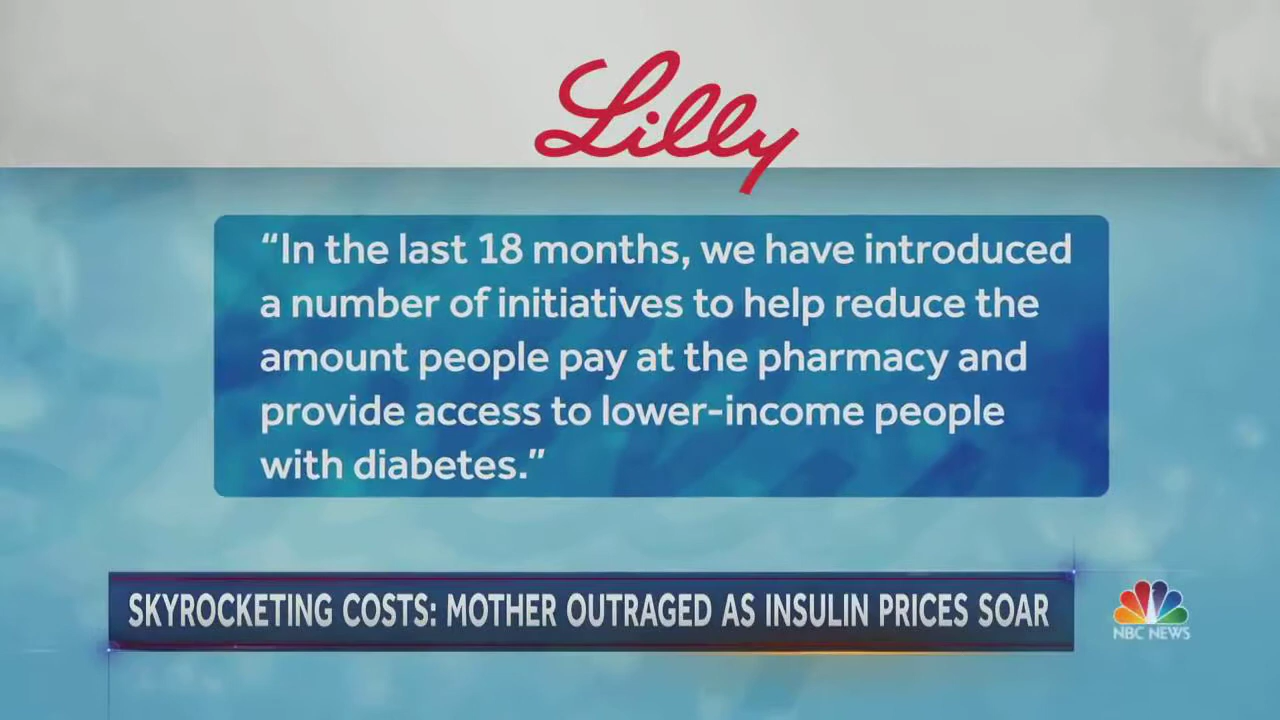 Lilly
“In the last 18 months, we have introduced
a number of initiatives to help reduce the
amount people pay at the pharmacy and
provide access to lower-income people
with diabetes.”
SKYROCKETING COSTS: MOTHER OUTRAGED AS INSULIN PRICES SOAR
NBC NEWS